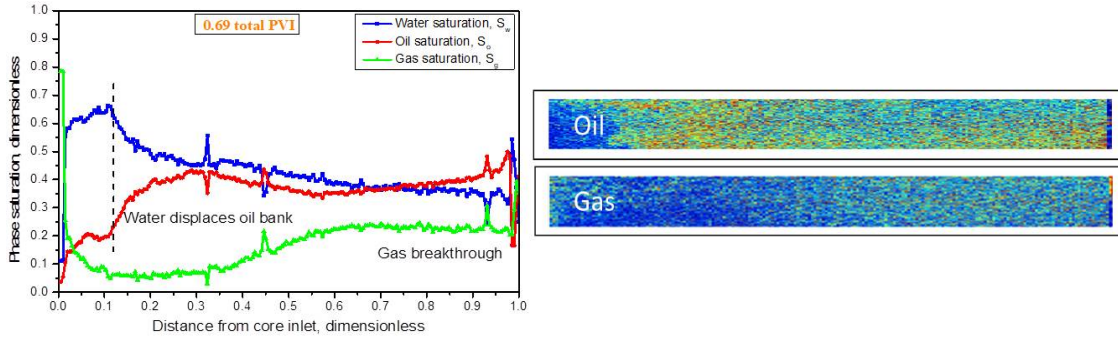 0.69 total PVI
Water saturation, S_w
Oil saturation, S_o
Gas saturation, S_g
Phase saturation, dimensionless
1.0
0.9
0.8
0.7
0.6
0.5
0.4
0.3
0.2
0.1
0.0
Water displaces oil bank
Gas breakthrough
0.0 0.1 0.2 0.3 0.4 0.5 0.6 0.7 0.8 0.9 1.0
Distance from core inlet, dimensionless
Oil
Gas